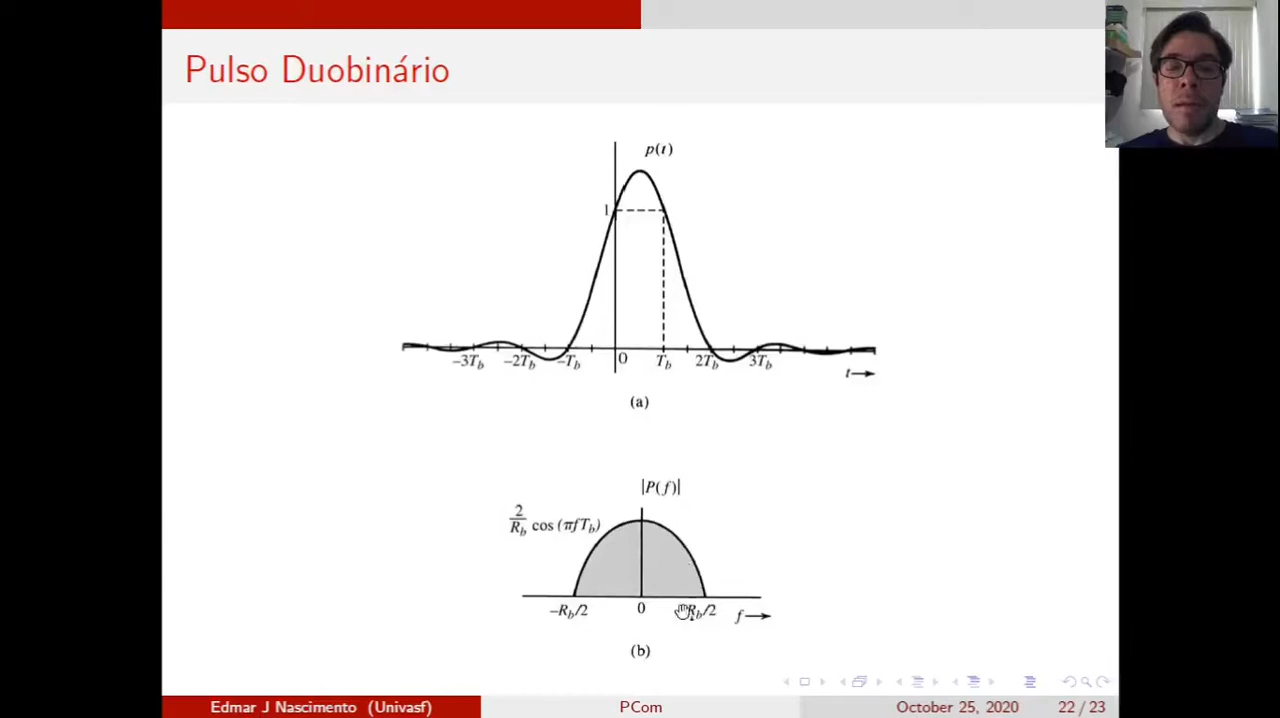 Pulso Duobinário
p(t)
1
–3T_b –2T_b –T_b 0 T_b 2T_b 3T_b
t
(a)
|P(f)|
2/R_b cos (πfT_b)
–R_b/2 0 R_b/2 f
(b)
Edmar J Nascimento (Univasf) PCom October 25, 2020 22 / 23